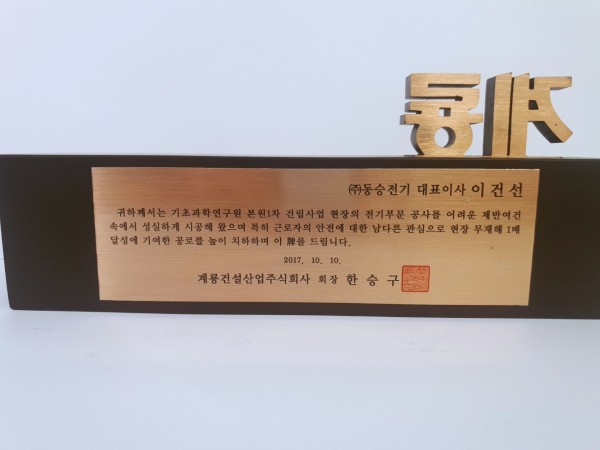 계룡
㈜동승전기 대표이사 이건선
귀하께서는 기초과학연구원 본원1차 건립사업 현장의 전기부문 공사를 어려운 제반여건
속에서 성실하게 시공해 왔으며 특히 근로자의 안전에 대한 남다른 관심으로 현장 무재해 1배
달성에 기여한 공로를 높이 치하하며 이 牌를 드립니다.
2017. 10. 10.
계룡건설산업주식회사 회장 한승구